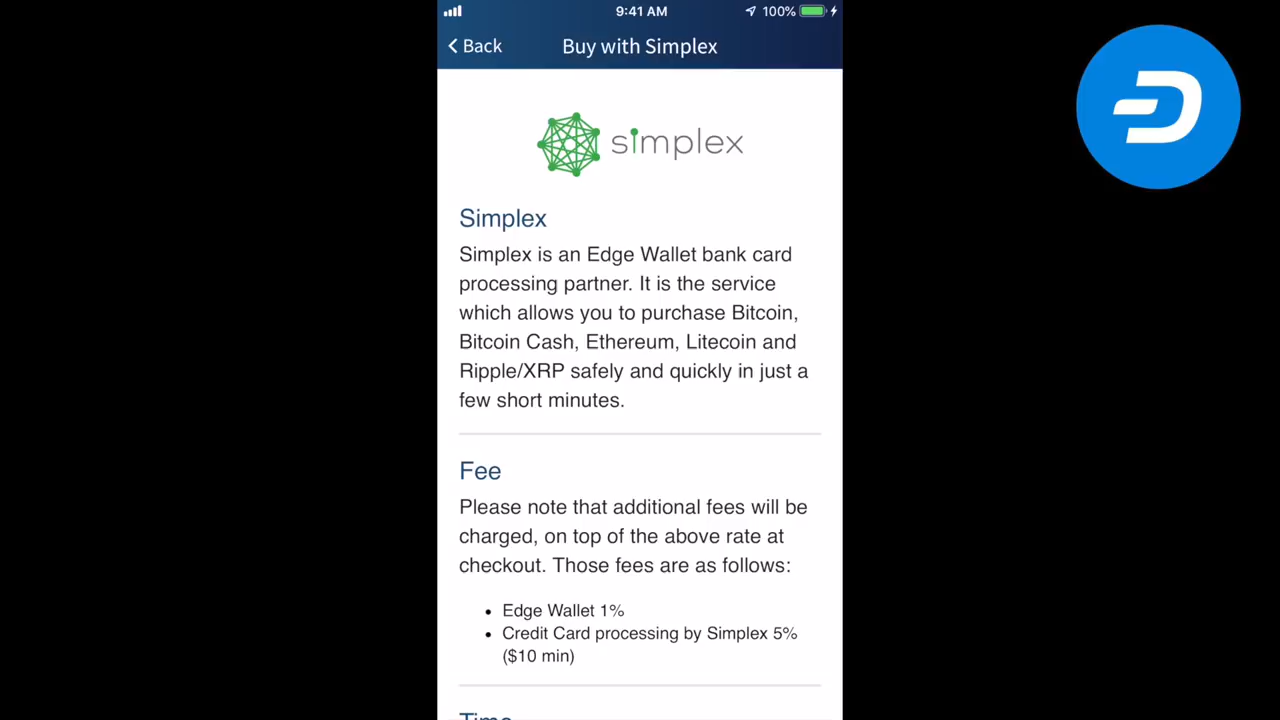 9:41 AM
100%
Back
Buy with Simplex
simplex
Simplex
Simplex is an Edge Wallet bank card
processing partner. It is the service
which allows you to purchase Bitcoin,
Bitcoin Cash, Ethereum, Litecoin and
Ripple/XRP safely and quickly in just a
few short minutes.
Fee
Please note that additional fees will be
charged, on top of the above rate at
checkout. Those fees are as follows:
• Edge Wallet 1%
• Credit Card processing by Simplex 5%
($10 min)
Time